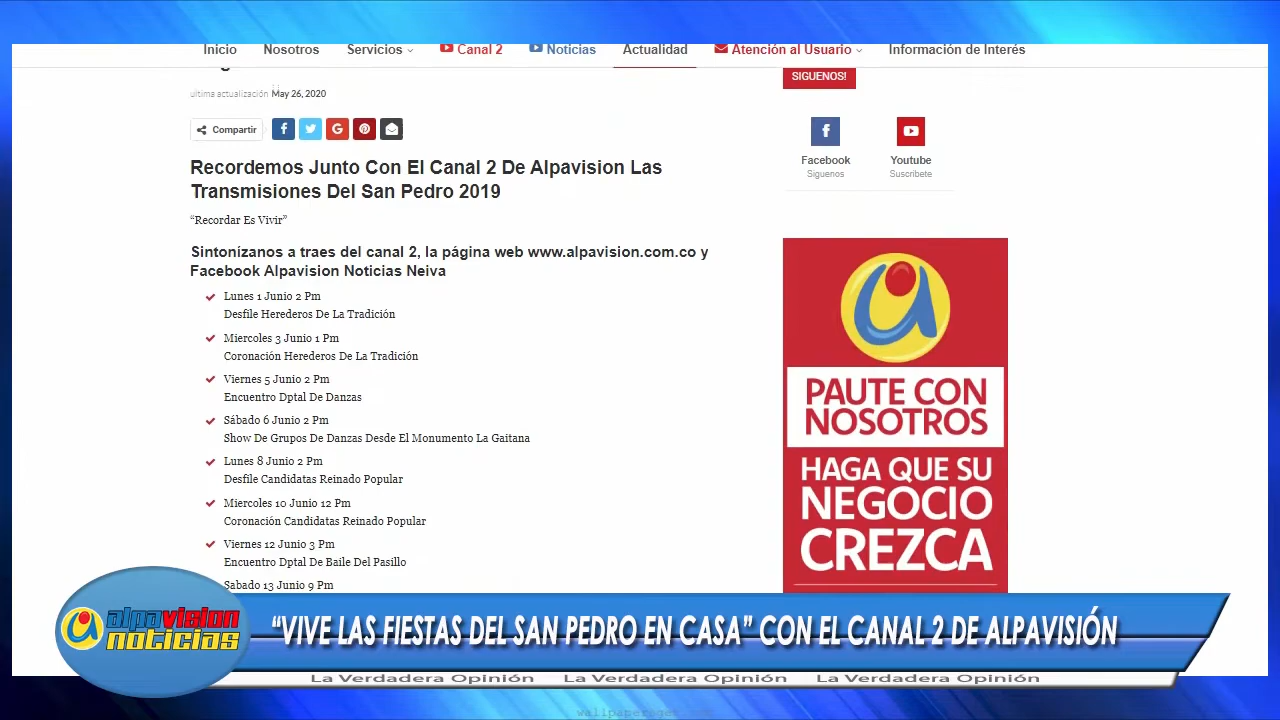 Inicio Nosotros Servicios Canal 2 Noticias Actualidad Atención al Usuario Información de Interés
ultima actualización May 26, 2020
Compartir
Recordemos Junto Con El Canal 2 De Alpavision Las
Transmisiones Del San Pedro 2019
“Recordar Es Vivir”
Sintonízanos a traes del canal 2, la página web www.alpavision.com.co y
Facebook Alpavision Noticias Neiva
Lunes 1 Junio 2 Pm
Desfile Herederos De La Tradición
Miercoles 3 Junio 1 Pm
Coronación Herederos De La Tradición
Viernes 5 Junio 2 Pm
Encuentro Dptal De Danzas
Sábado 6 Junio 2 Pm
Show De Grupos De Danzas Desde El Monumento La Gaitana
Lunes 8 Junio 2 Pm
Desfile Candidatas Reinado Popular
Miercoles 10 Junio 12 Pm
Coronación Candidatas Reinado Popular
Viernes 12 Junio 3 Pm
Encuentro Dptal De Baile Del Pasillo
Sabado 13 Junio 9 Pm
SIGUENOS!
Facebook Youtube
Siguenos Suscribete
PAUTE CON
NOSOTROS
HAGA QUE SU
NEGOCIO
CREZCA
alpavision
noticias
“VIVE LAS FIESTAS DEL SAN PEDRO EN CASA” CON EL CANAL 2 DE ALPAVISIÓN
La Verdadera Opinión La Verdadera Opinión La Verdadera Opinión